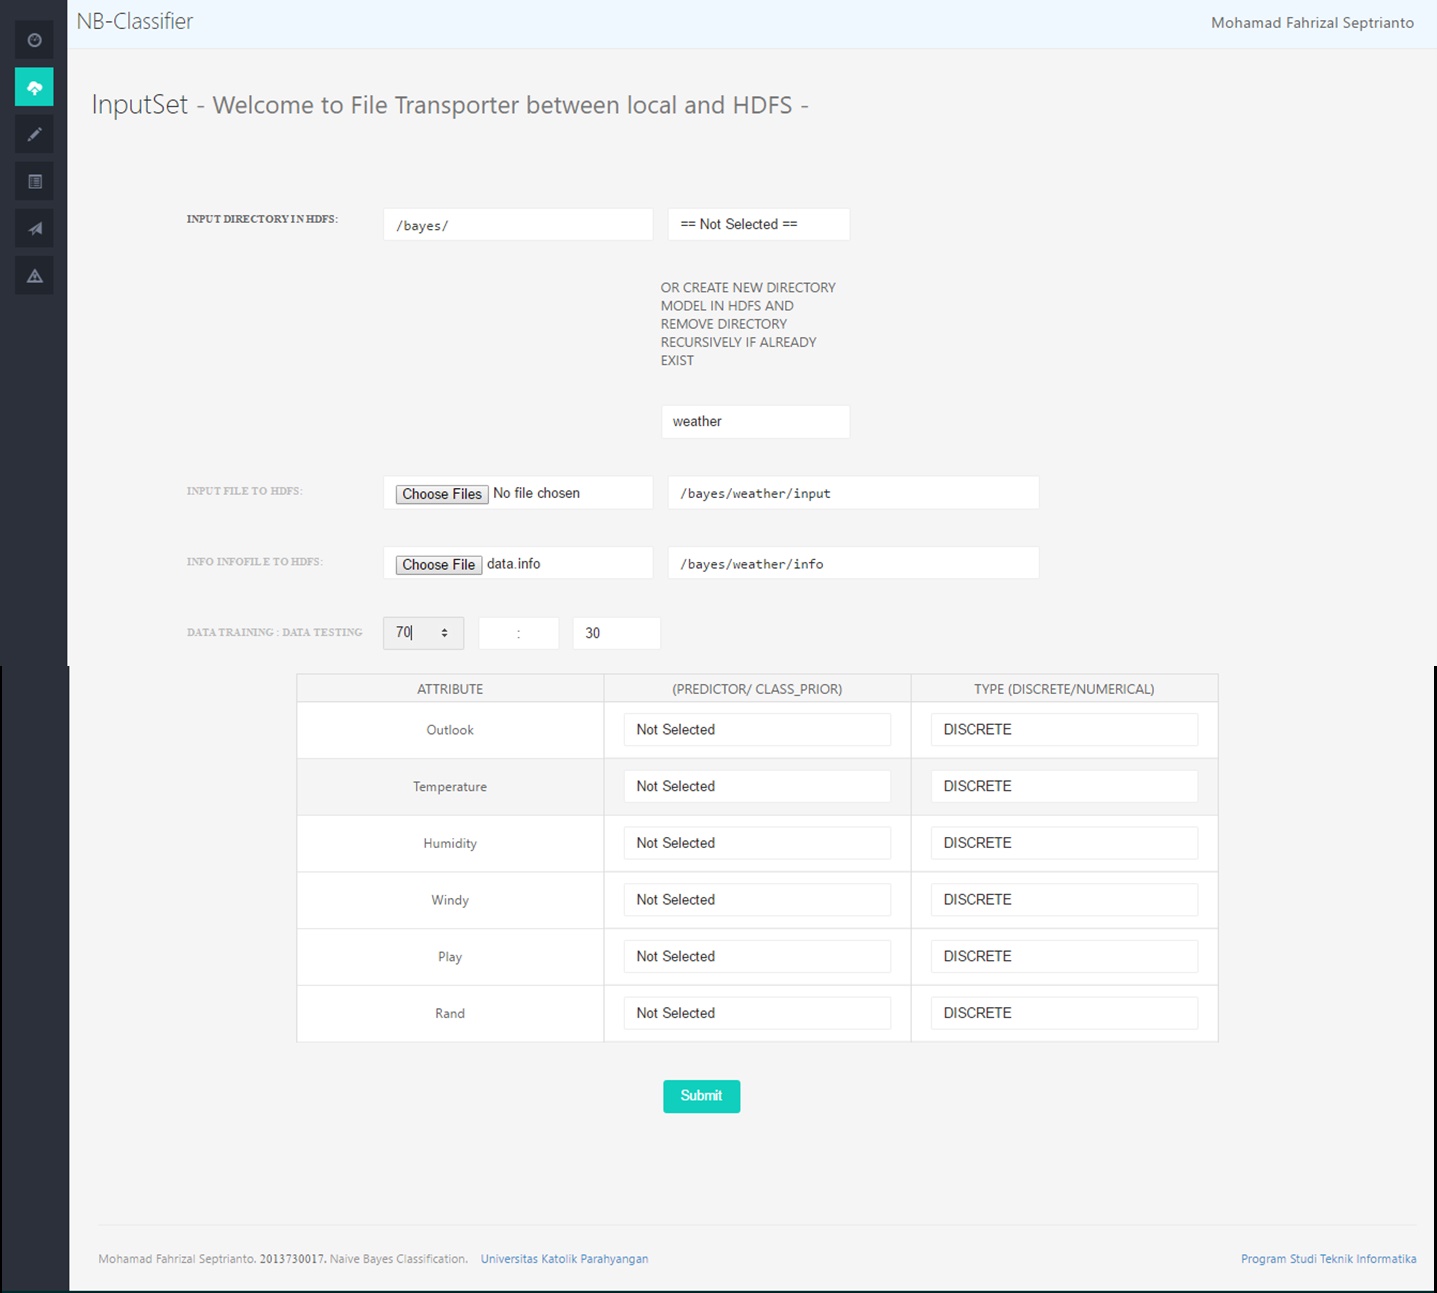 NB-Classifier
Mohamad Fahrizal Septrianto
InputSet - Welcome to File Transporter between local and HDFS -
INPUT DIRECTORY IN HDFS:
/bayes/
== Not Selected ==
OR CREATE NEW DIRECTORY
MODEL IN HDFS AND
REMOVE DIRECTORY
RECURSIVELY IF ALREADY
EXIST
weather
INPUT FILE TO HDFS:
Choose Files No file chosen
/bayes/weather/input
INFO INFOFILE TO HDFS:
Choose File data.info
/bayes/weather/info
DATA TRAINING : DATA TESTING
70
:
30
ATTRIBUTE
(PREDICTOR/ CLASS_PRIOR)
TYPE (DISCRETE/NUMERICAL)
Outlook
Not Selected
DISCRETE
Temperature
Not Selected
DISCRETE
Humidity
Not Selected
DISCRETE
Windy
Not Selected
DISCRETE
Play
Not Selected
DISCRETE
Rand
Not Selected
DISCRETE
Submit
Mohamad Fahrizal Septrianto. 2013730017. Naive Bayes Classification. Universitas Katolik Parahyangan
Program Studi Teknik Informatika